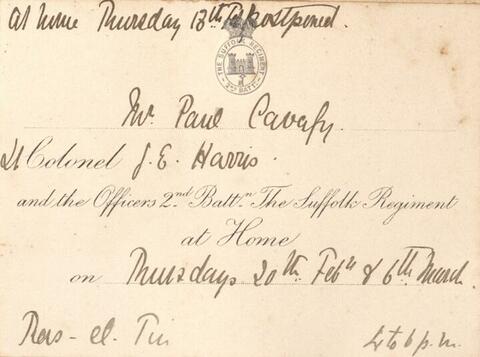 At home Thursday 13th Postponed.
THE SUFFOLK REGIMENT
2ND BATTN
Mr. Paul Cavafy.
Lt Colonel J. E. Harris.
and the Officers 2nd Battn The Suffolk Regiment
at Home
on Thursdays 20th Feby & 6th March.
Ras-el-Tin
4 to 6 p.m.